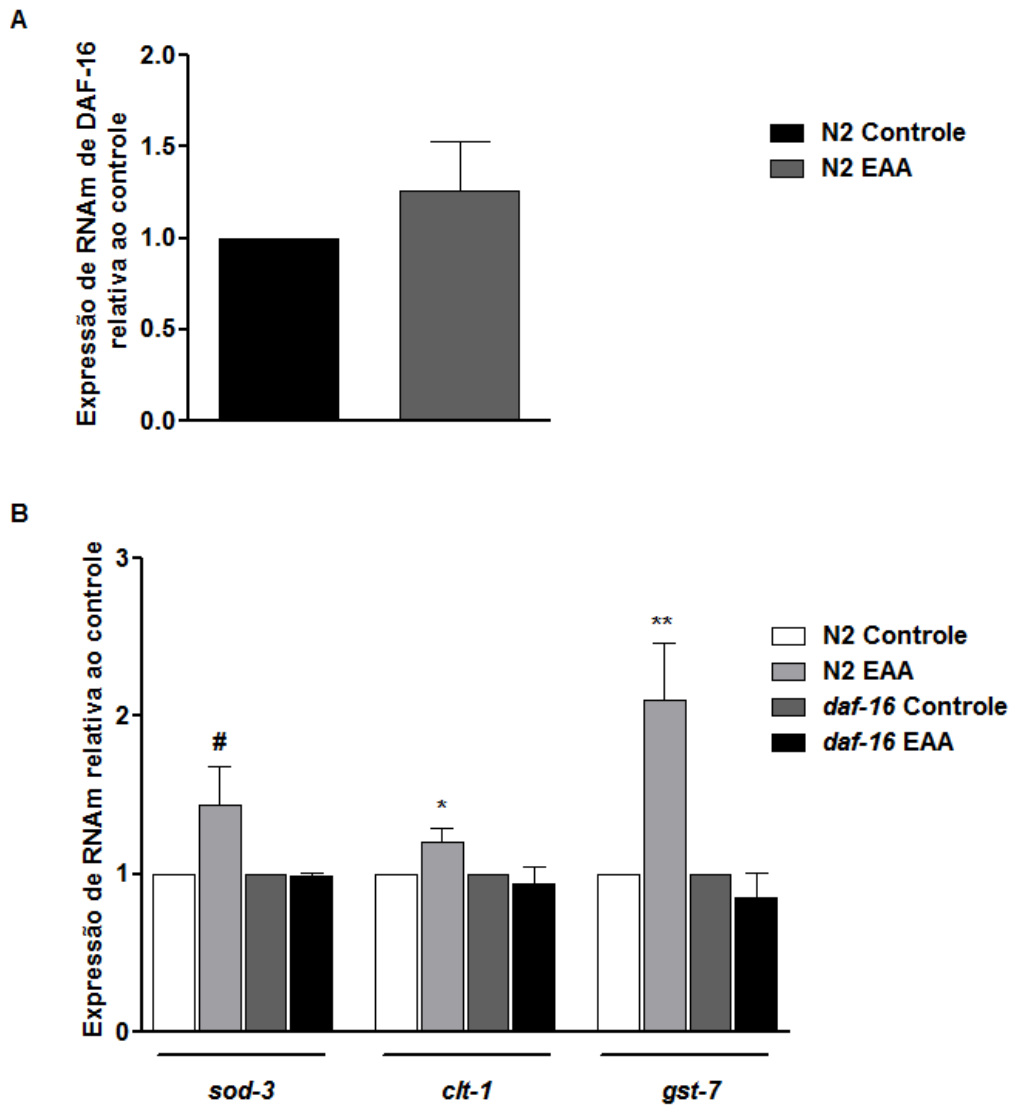 A
Expressão de RNAm de DAF-16
relativa ao controle
2.0
1.5
1.0
0.5
0.0
N2 Controle
N2 EAA
B
Expressão de RNAm relativa ao controle
3
2
1
0
#
*
**
N2 Controle
N2 EAA
daf-16 Controle
daf-16 EAA
sod-3
clt-1
gst-7